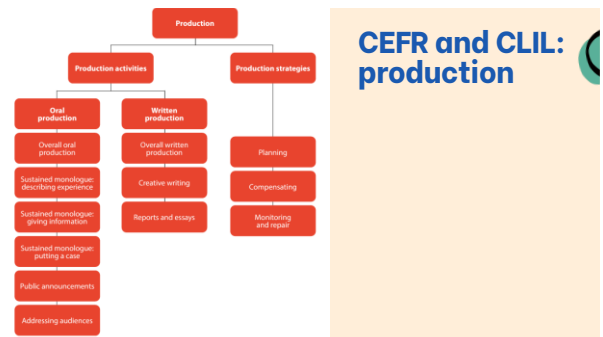 Production
Production activities
Production strategies
Oral
production
Written
production
Overall oral
production
Overall written
production
Planning
Sustained monologue:
describing experience
Creative writing
Compensating
Sustained monologue:
giving information
Reports and essays
Monitoring
and repair
Sustained monologue:
putting a case
Public announcements
Addressing audiences
CEFR and CLIL:
production